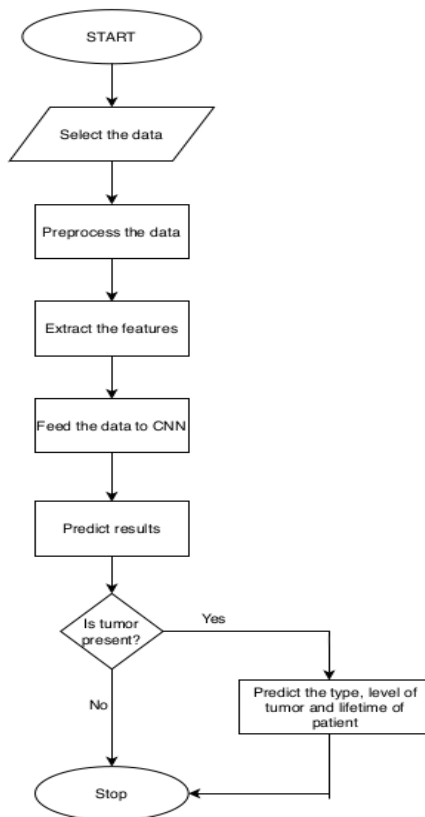 START
Select the data
Preprocess the data
Extract the features
Feed the data to CNN
Predict results
Is tumor
present?
Yes
No
Predict the type, level of
tumor and lifetime of
patient
Stop